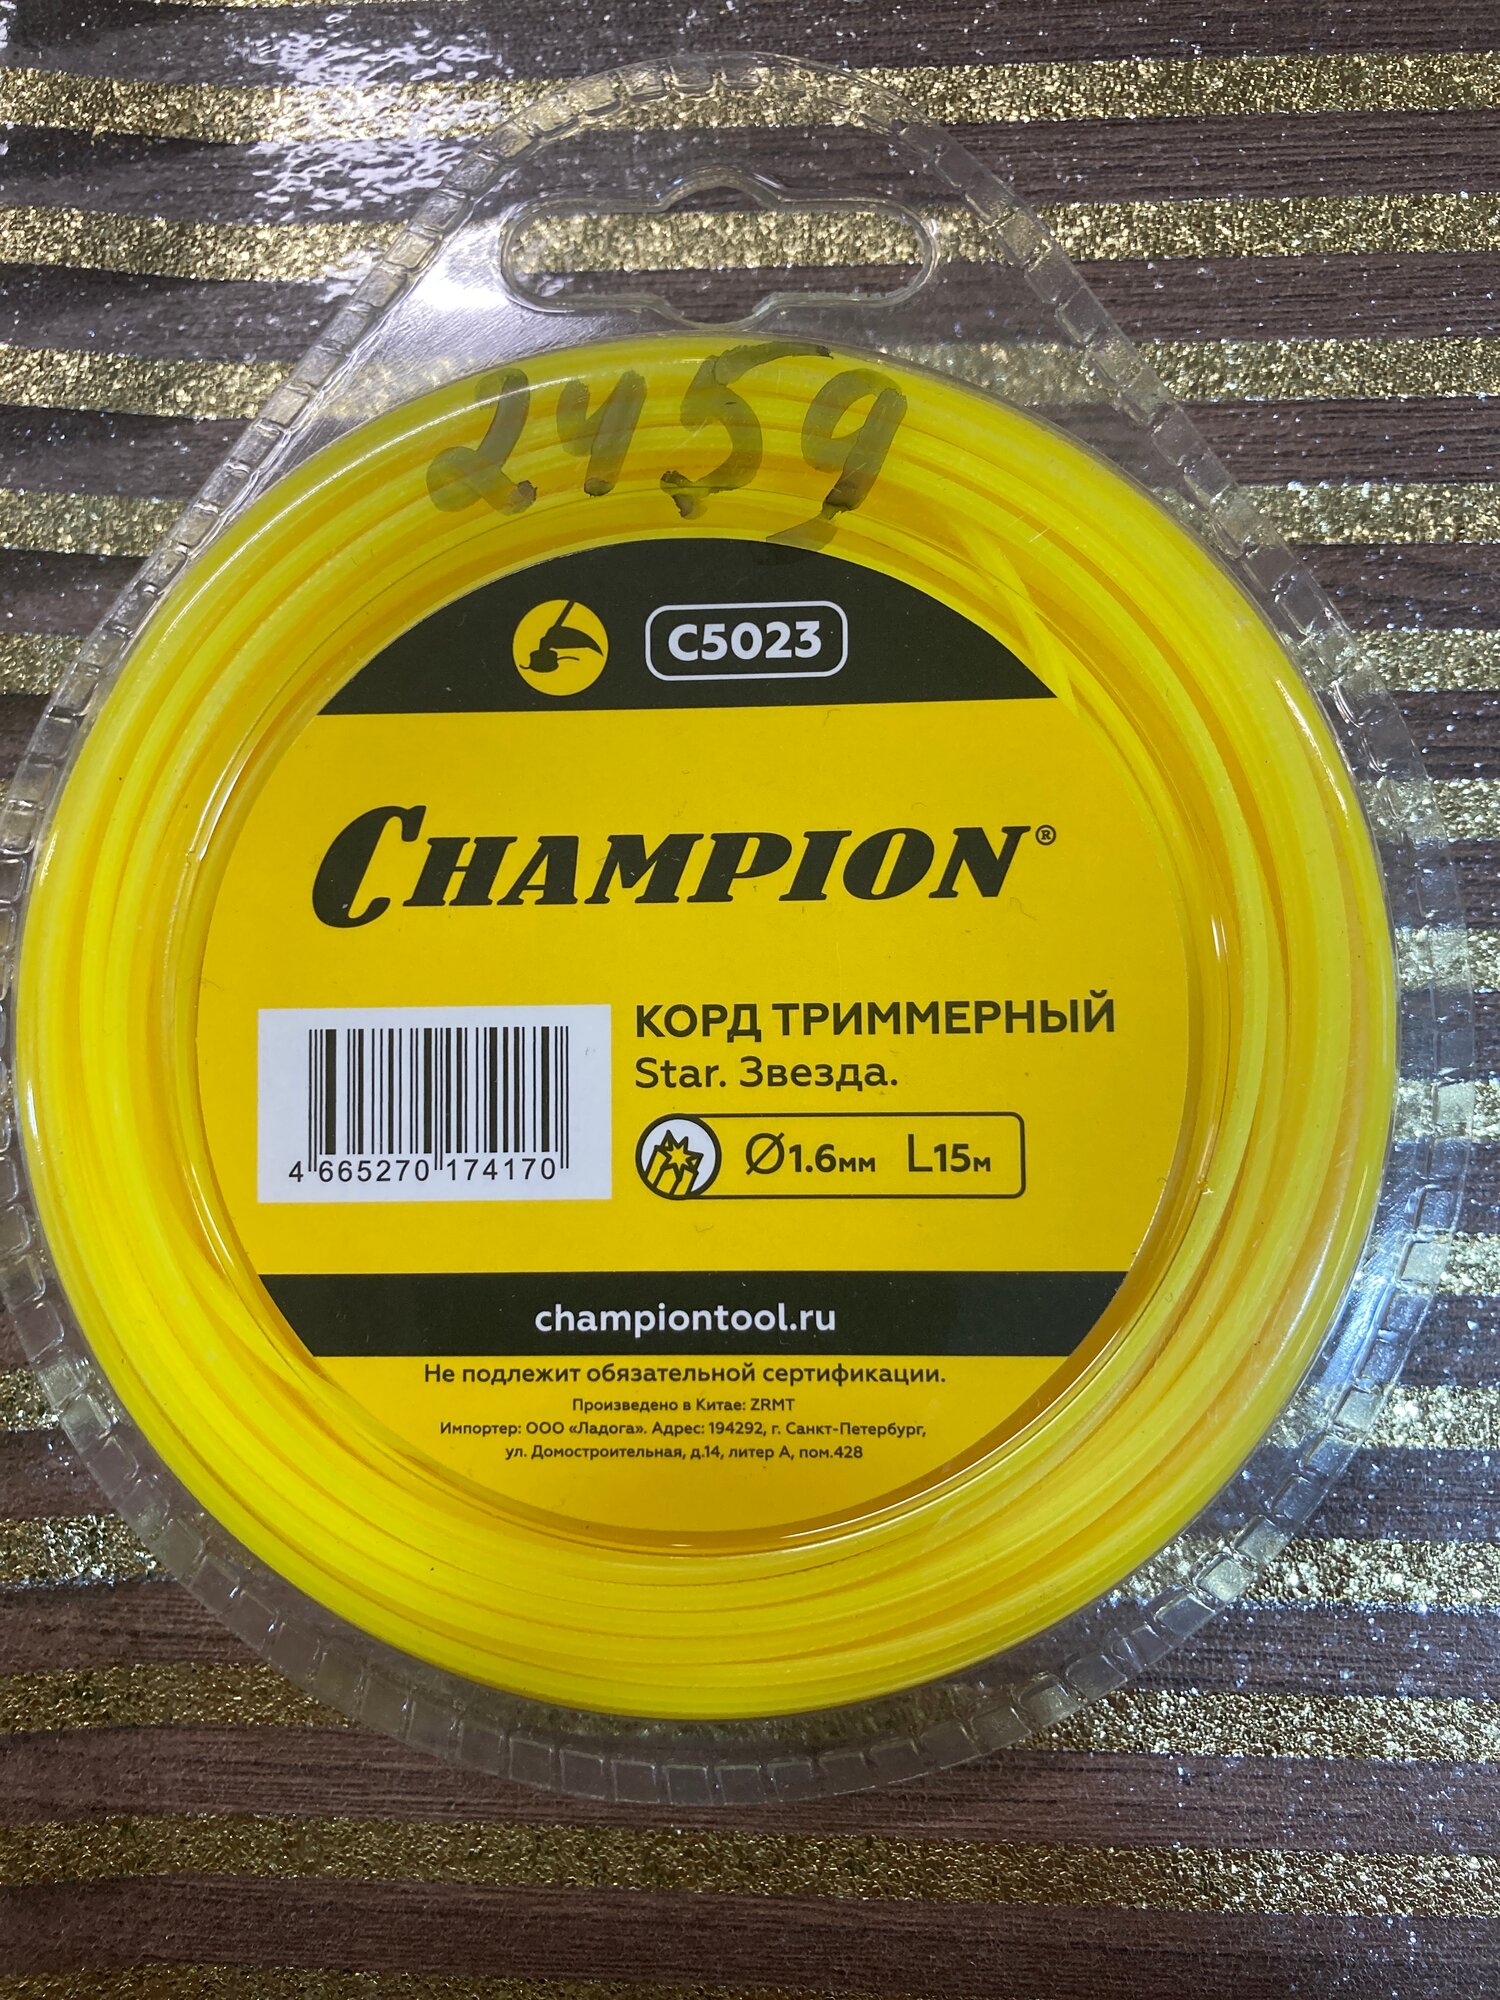 2459
C5023
CHAMPION®
КОРД ТРИММЕРНЫЙ
Star. Звезда.
Ø1.6мм L15м
4 665270 174170
championtool.ru
Не подлежит обязательной сертификации.
Произведено в Китае: ZRMT
Импортер: ООО «Ладога». Адрес: 194292, г. Санкт-Петербург,
ул. Домостроительная, д.14, литер А, пом.428